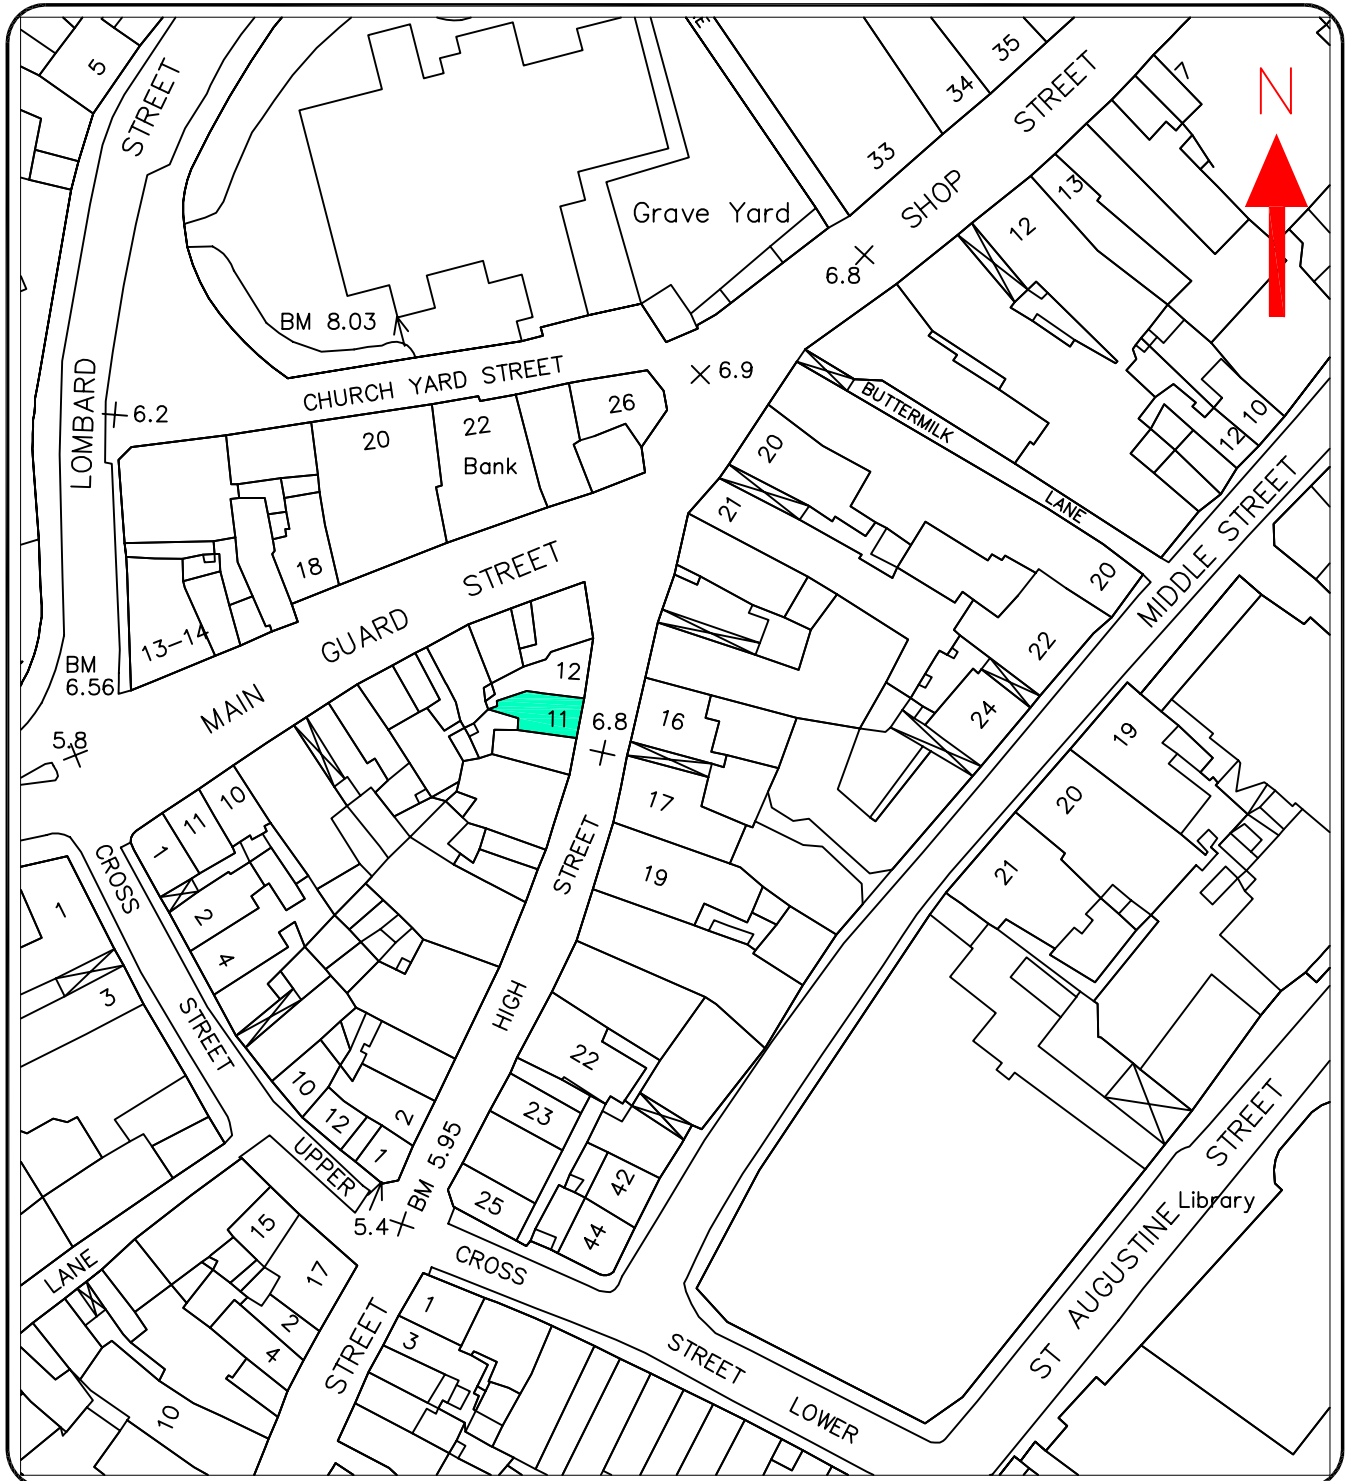 5
STREET
35
34
33
7
N
STREET
SHOP
13
12
Grave Yard
6.8
BM 8.03
CHURCH YARD STREET
6.9
LOMBARD
6.2
20
22
Bank
26
BUTTERMILK
LANE
10
12
20
21
MIDDLE STREET
20
22
24
18
13-14
MAIN
GUARD
STREET
BM
6.56
5.8
12
11
6.8
16
17
19
19
20
21
10
11
1
2
4
CROSS
STREET
1
3
HIGH
STREET
22
23
25
42
44
10
12
1
2
UPPER
BM 5.95
5.4
LANE
15
17
2
4
10
STREET
CROSS
STREET
LOWER
1
3
ST AUGUSTINE
STREET
Library